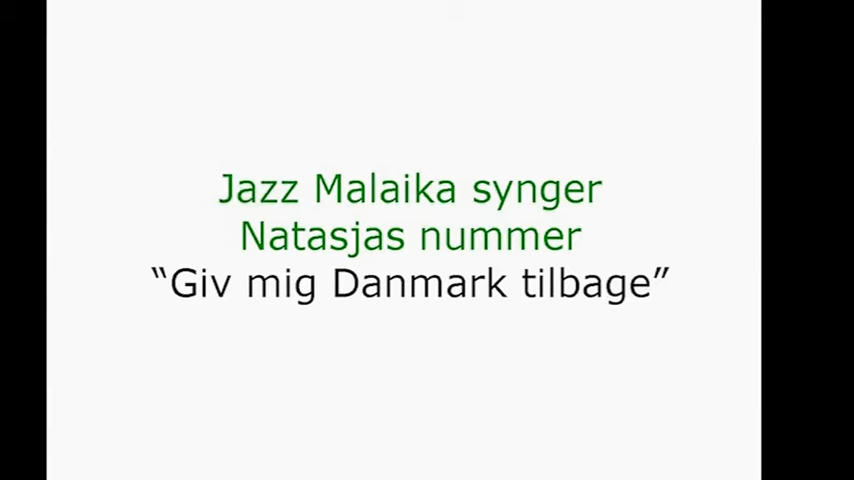 Jazz Malaika synger
Natasjas nummer
“Giv mig Danmark tilbage”